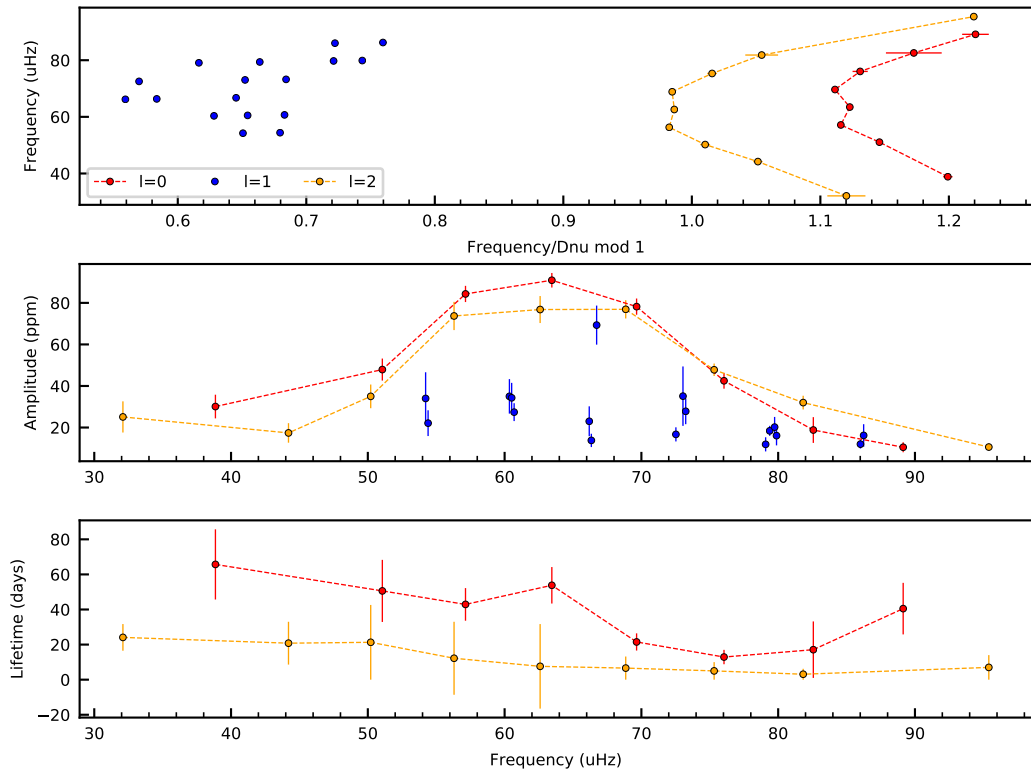 Frequency (uHz)
80
60
40
l=0 l=1 l=2
0.6 0.7 0.8 0.9 1.0 1.1 1.2
Frequency/Dnu mod 1
Amplitude (ppm)
80
60
40
20
30 40 50 60 70 80 90
Lifetime (days)
80
60
40
20
0
−20
30 40 50 60 70 80 90
Frequency (uHz)